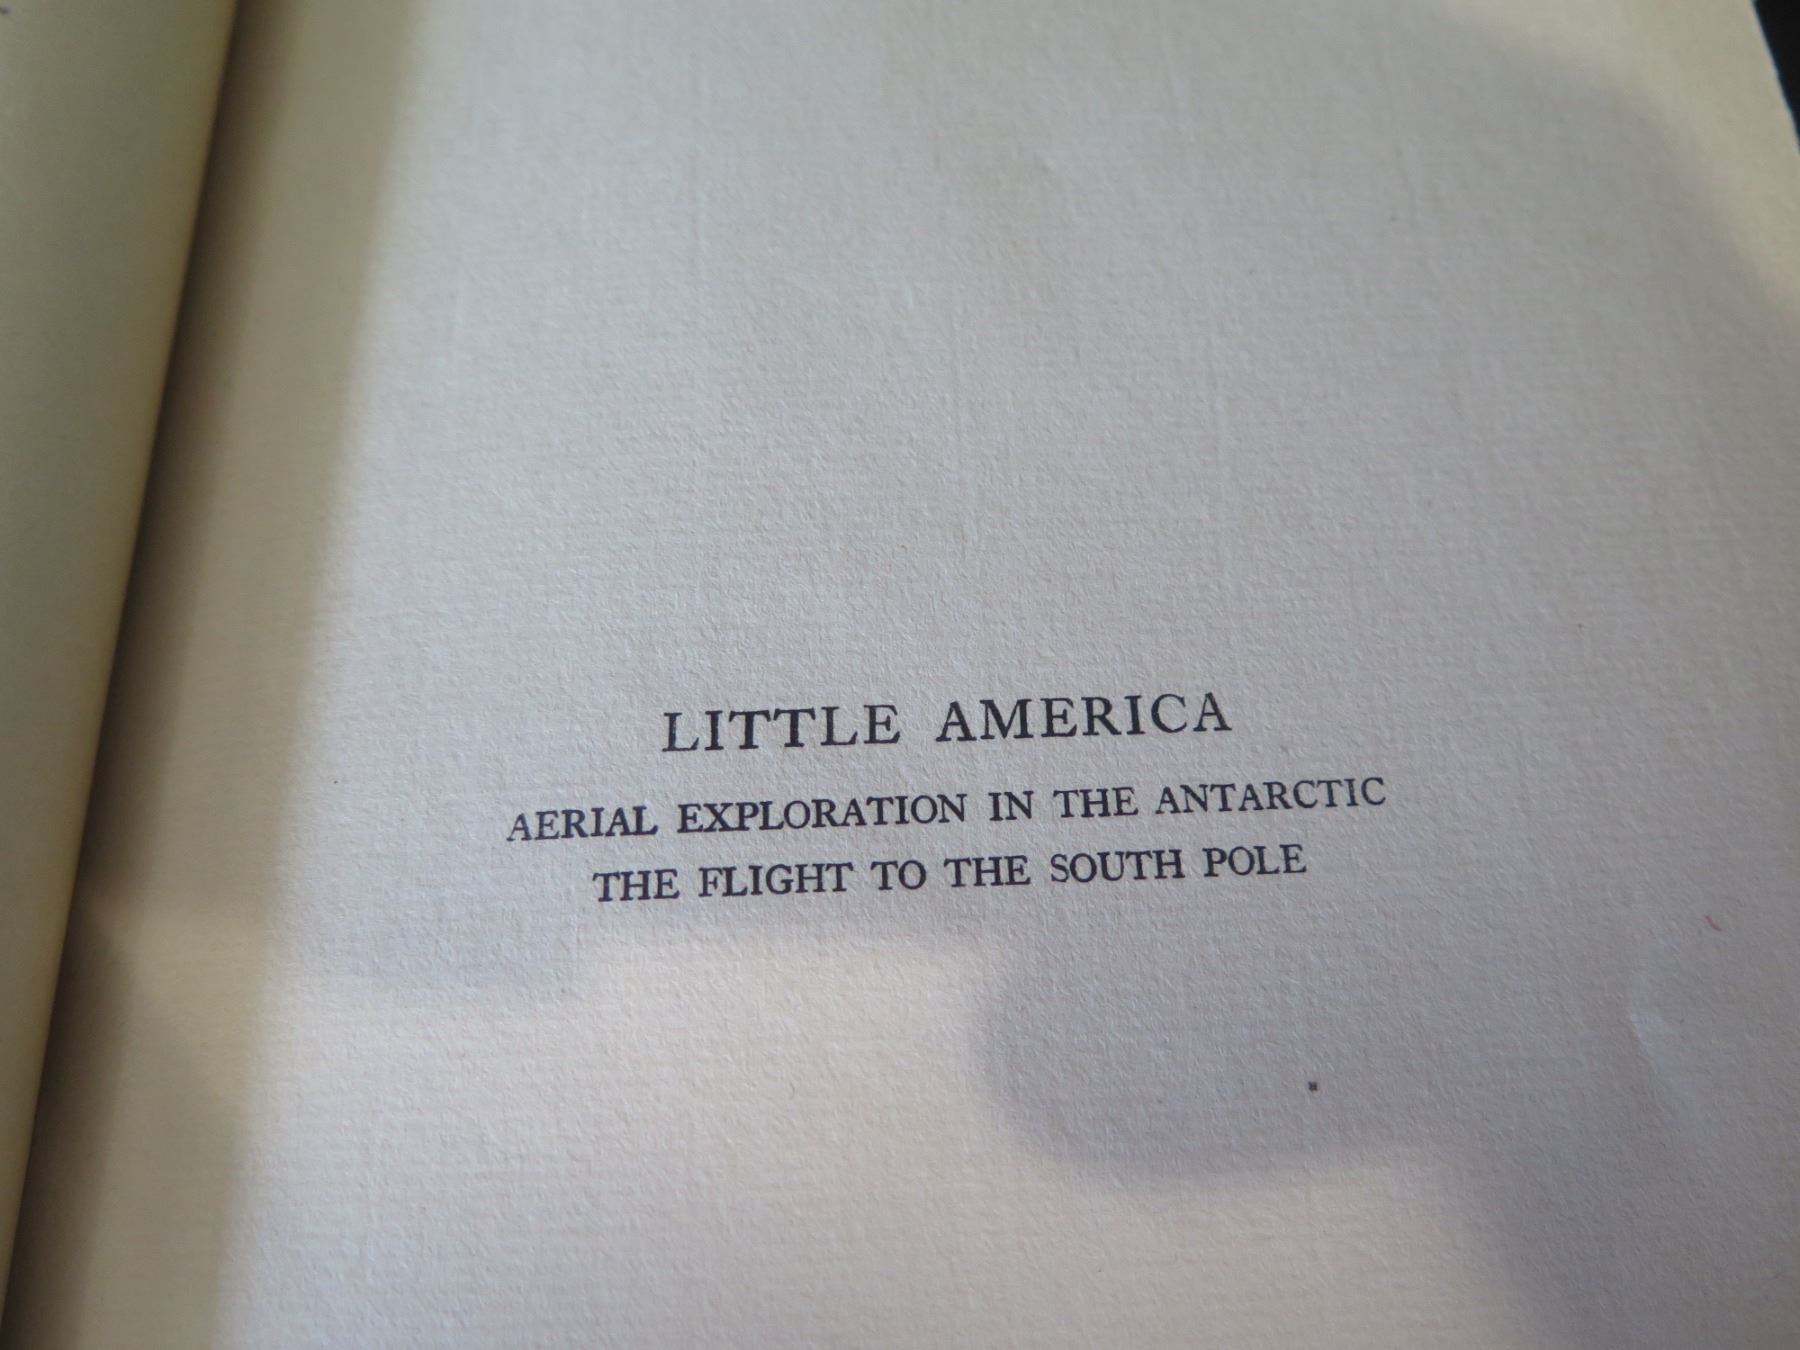 LITTLE AMERICA
AERIAL EXPLORATION IN THE ANTARCTIC
THE FLIGHT TO THE SOUTH POLE